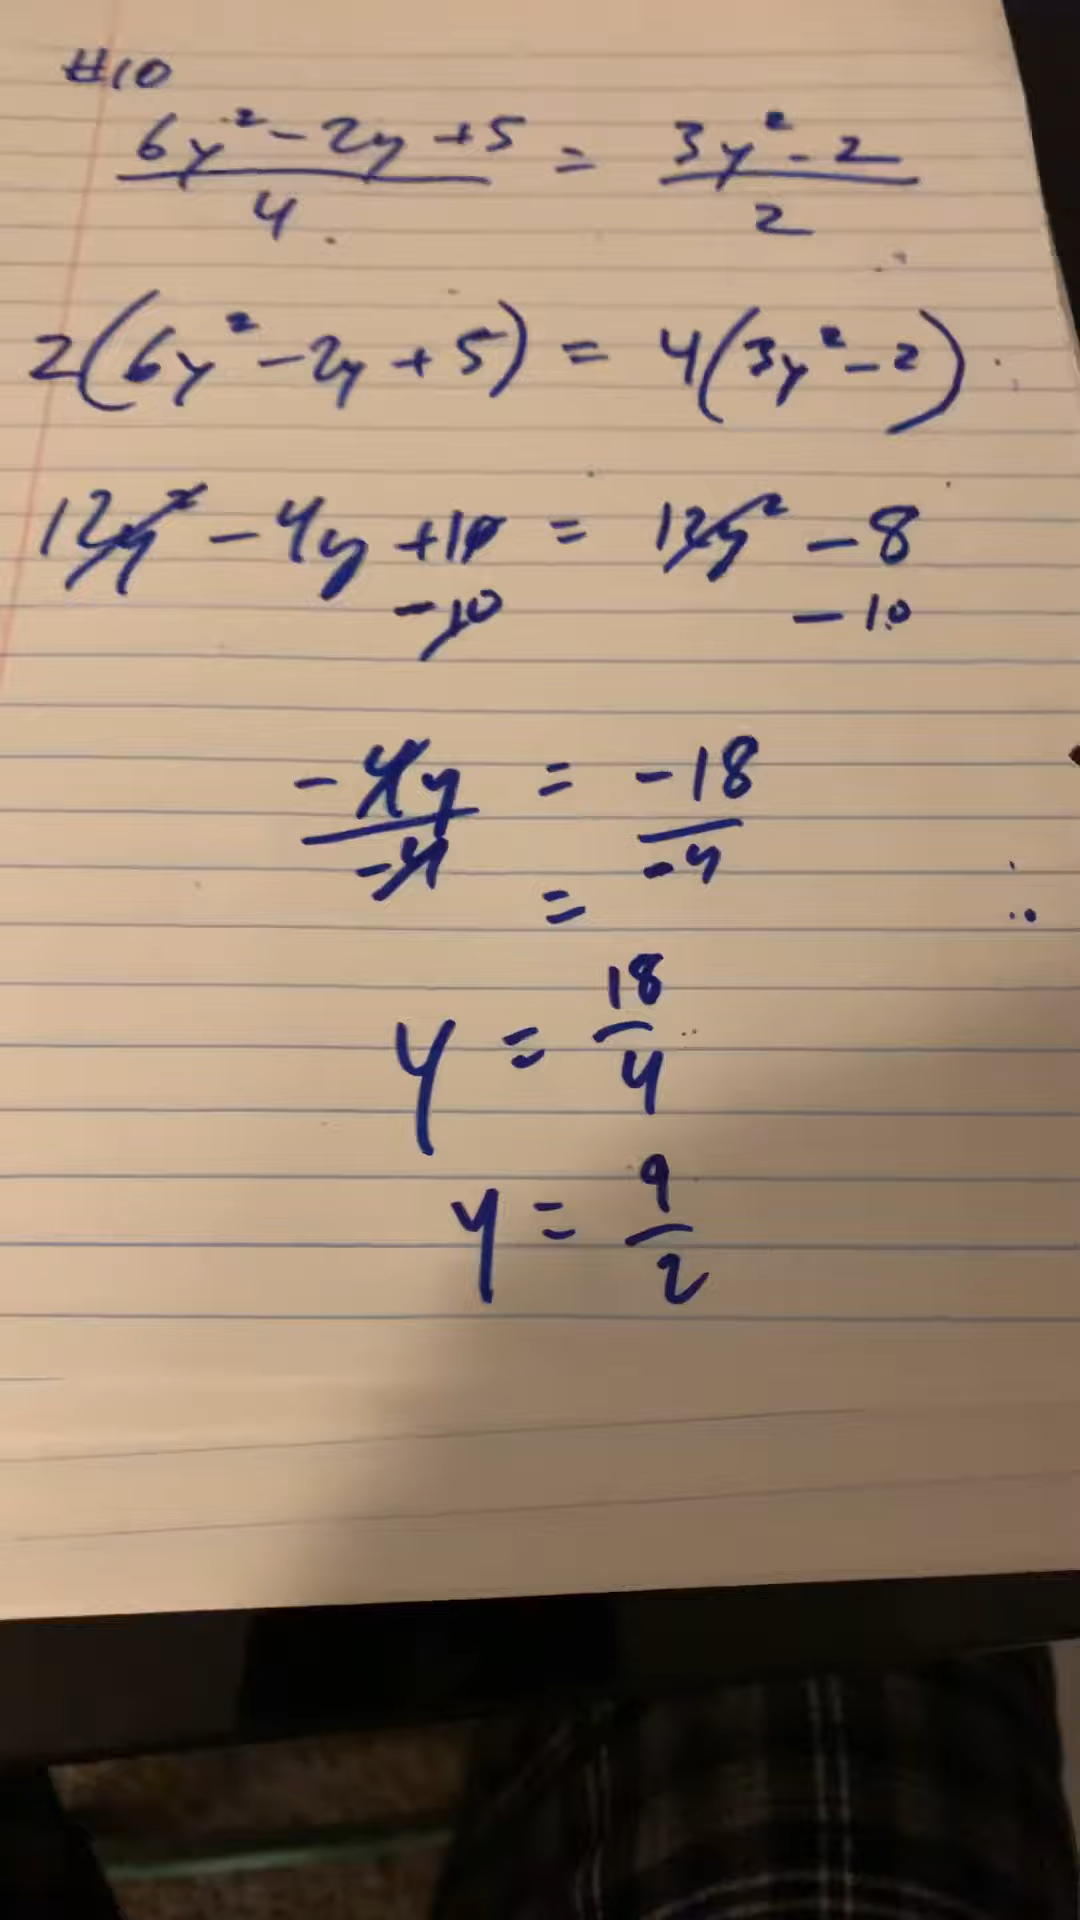 #10
6y² - 2y + 5 = 3y² - 2
4 2
2(6y² - 2y + 5) = 4(3y² - 2)
12y² - 4y + 10 = 12y² - 8
-10 -10
-4y = -18
-4 -4
=
y = 18
4
y = 9
2